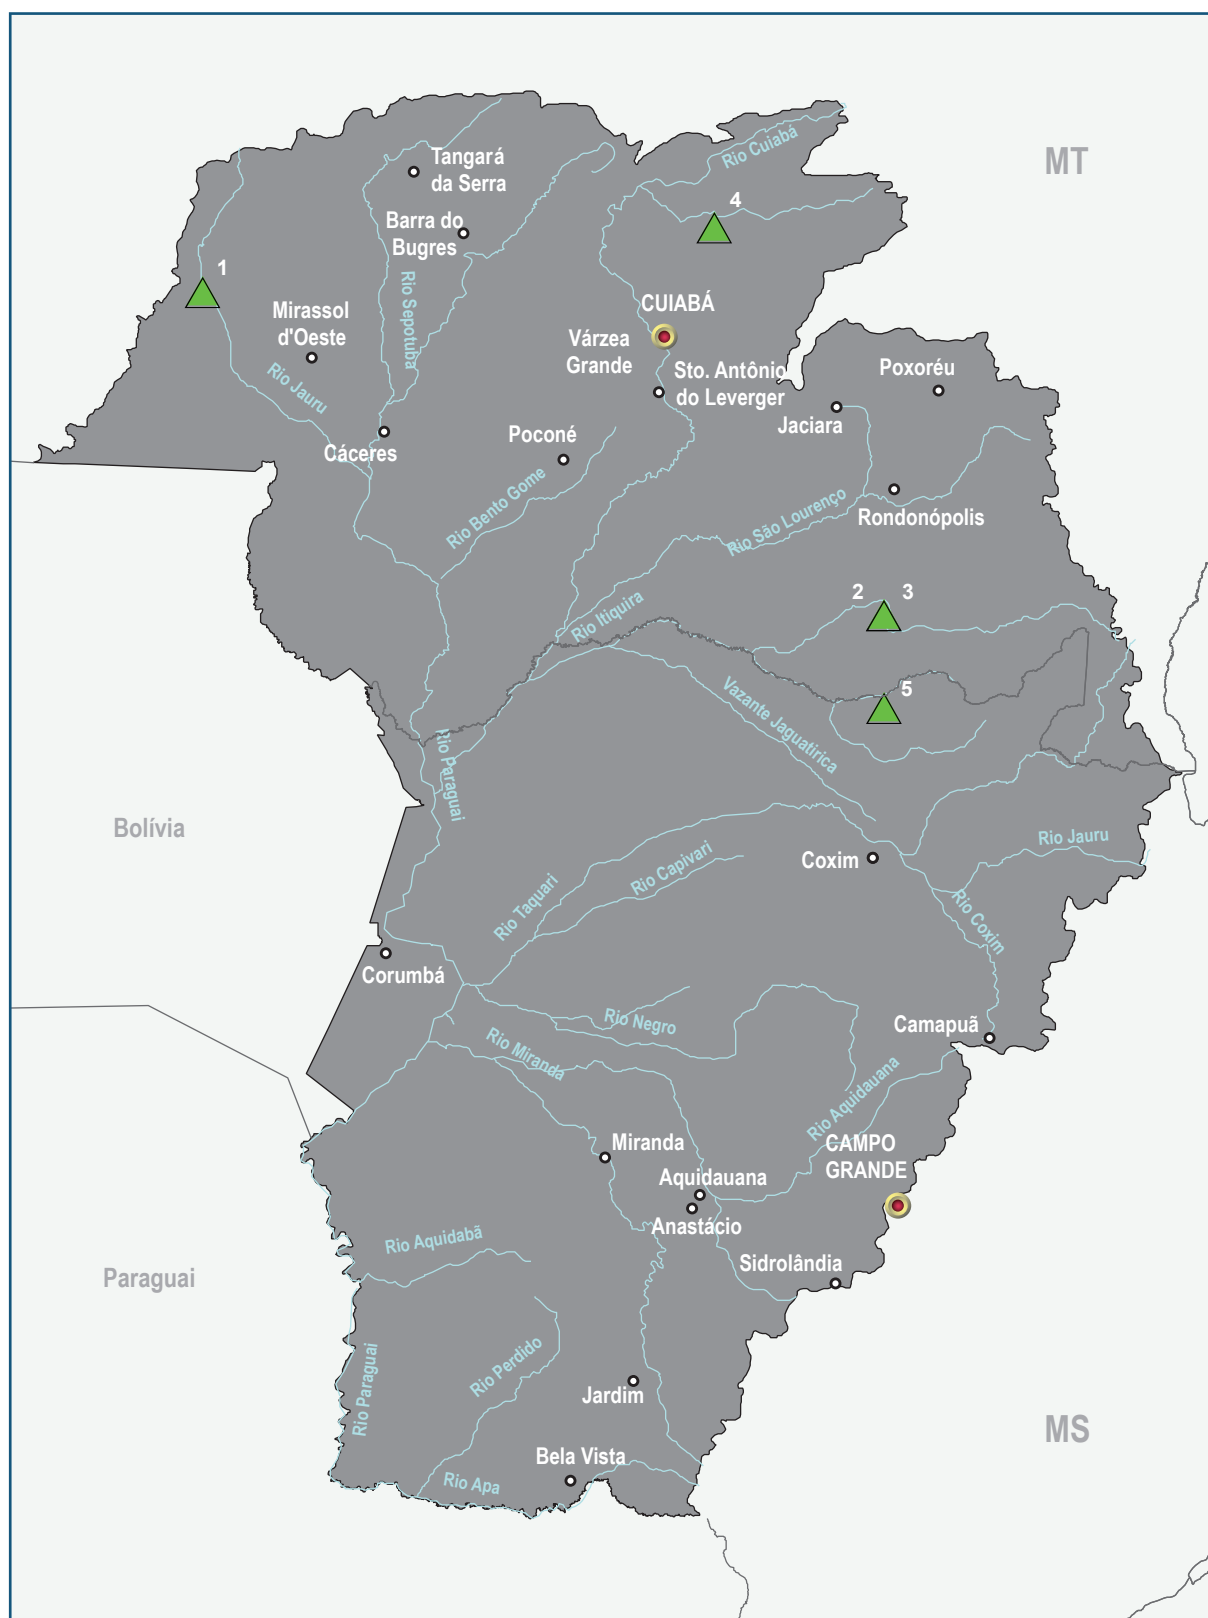 Rio Cuiabá
MT
Tangará
da Serra
4
Barra do
Bugres
1
Rio Sepotuba
Mirassol
d'Oeste
CUIABÁ
Várzea
Grande
Sto. Antônio
do Leverger
Poxoréu
Rio Jauru
Jaciara
Cáceres
Poconé
Rio Bento Gome
Rio São Lourenço
Rondonópolis
2
3
Rio Itiquira
5
Vazante Jaguatirica
Rio Paraguai
Bolívia
Rio Jauru
Coxim
Rio Capivari
Rio Taquari
Rio Coxim
Corumbá
Rio Negro
Camapuã
Rio Miranda
Rio Aquidauana
Miranda
CAMPO
GRANDE
Aquidauana
Anastácio
Rio Aquidabã
Sidrolândia
Paraguai
Rio Perdido
Rio Paraguai
Jardim
MS
Bela Vista
Rio Apa